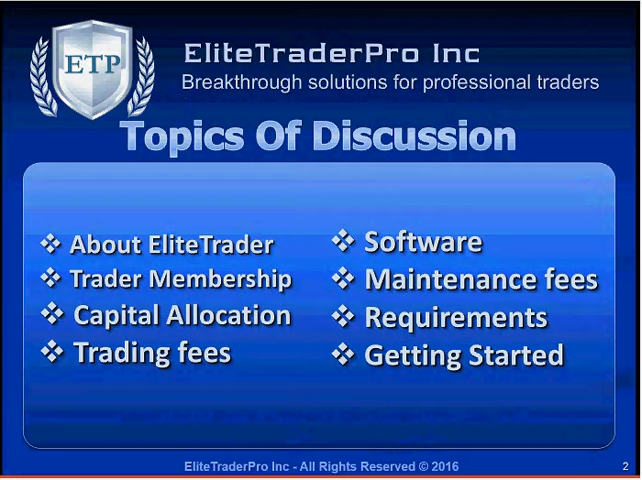 ETP
EliteTraderPro Inc
Breakthrough solutions for professional traders
Topics Of Discussion
❖ About EliteTrader
❖ Trader Membership
❖ Capital Allocation
❖ Trading fees
❖ Software
❖ Maintenance fees
❖ Requirements
❖ Getting Started
EliteTraderPro Inc - All Rights Reserved © 2016
2